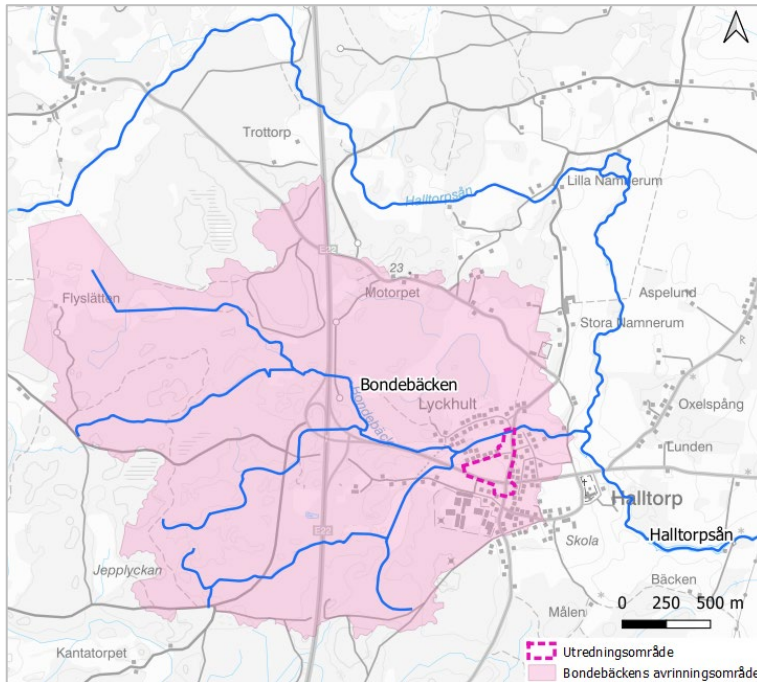 Trottorp
Halltorpsån
Lilla Namnerum
23
Motorpet
Aspelund
Flyslätten
Stora Namnerum
R
Bondebäcken
Lyckhult
Oxelspång
Lunden
Halltorp
Skola
Halltorpsån
Jepplyckan
Bäcken
0 250 500 m
Målen
Kantatorpet
Utredningsområde
Bondebäckens avrinningsområde